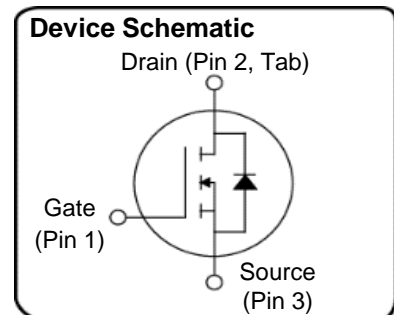 Device Schematic
Drain (Pin 2, Tab)
Gate
(Pin 1)
Source
(Pin 3)